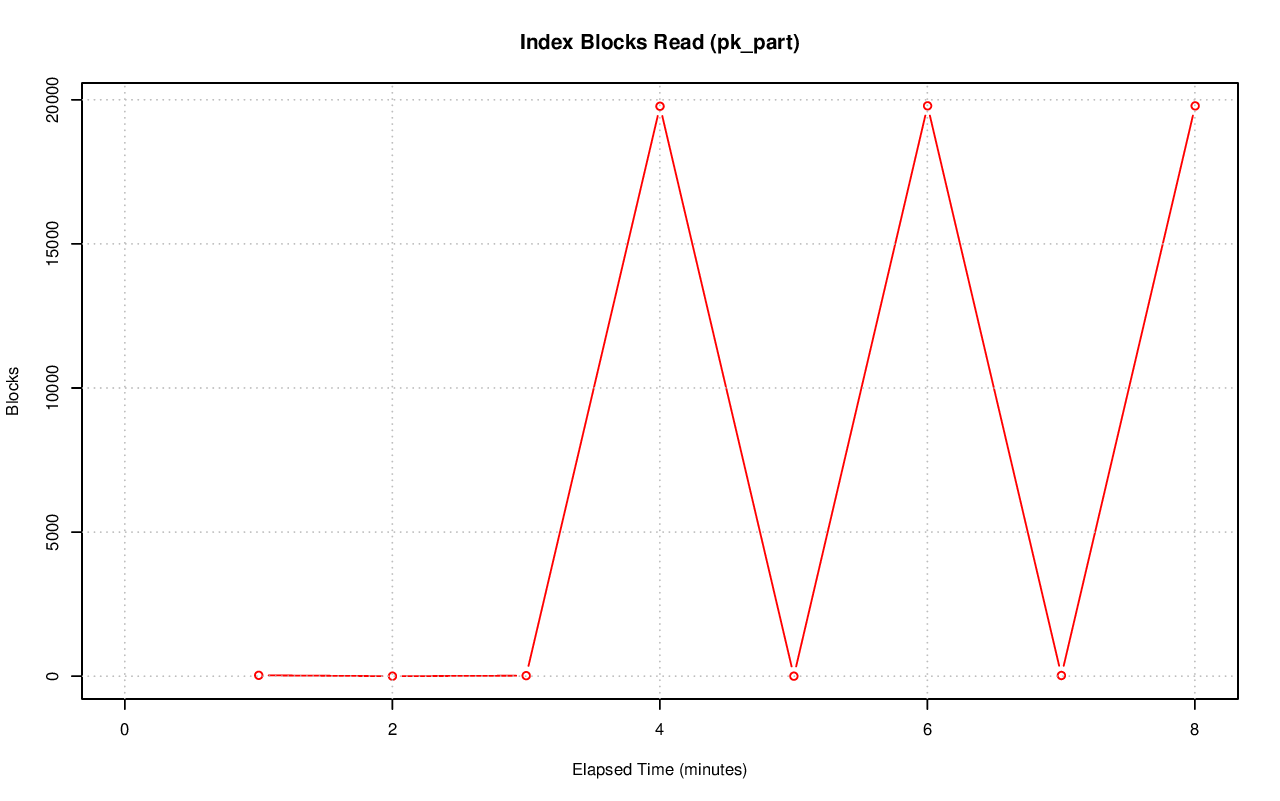 Index Blocks Read (pk_part)
Blocks
20000
15000
10000
5000
0
0 2 4 6 8
Elapsed Time (minutes)